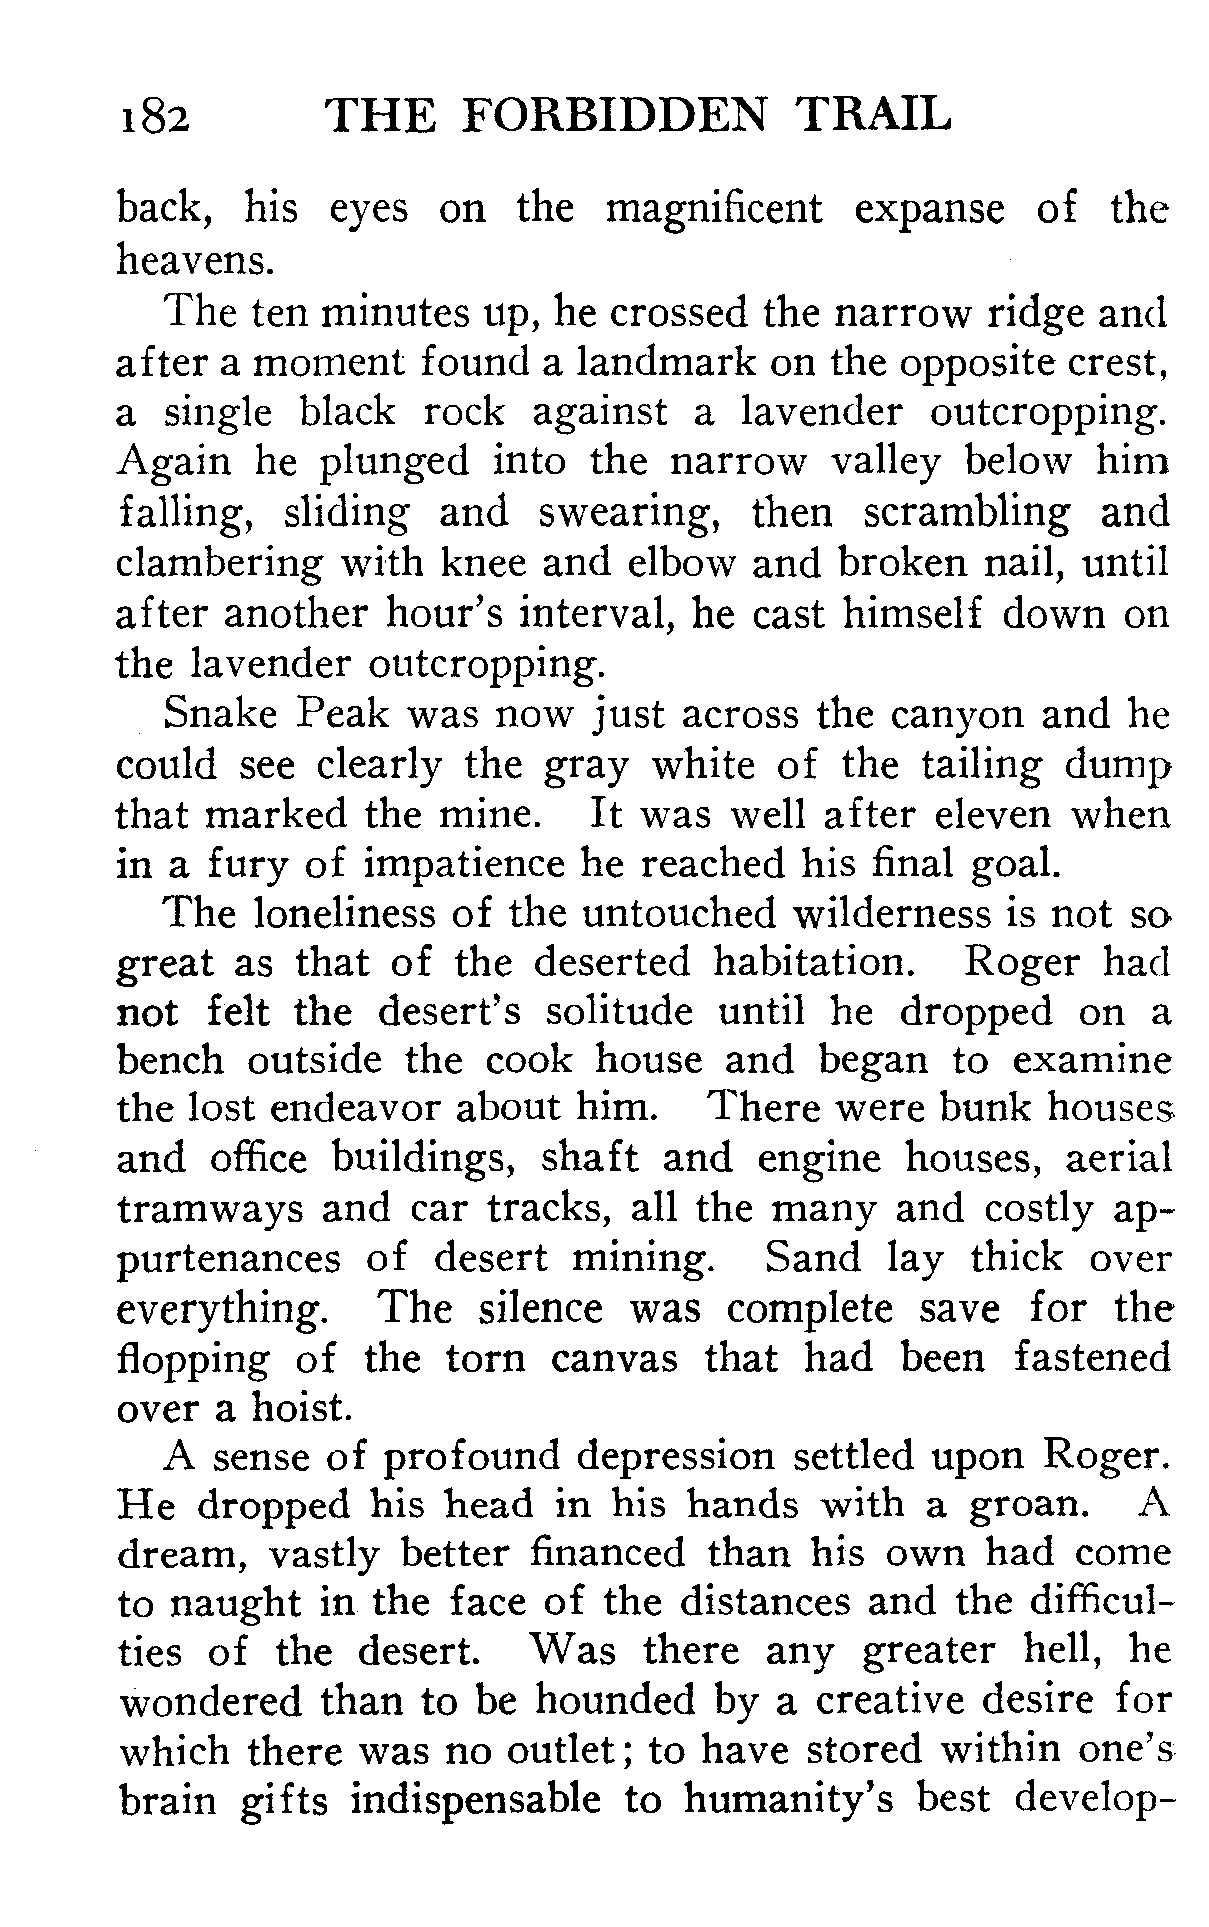 182 THE FORBIDDEN TRAIL
back, his eyes on the magnificent expanse of the
heavens.
The ten minutes up, he crossed the narrow ridge and
after a moment found a landmark on the opposite crest,
a single black rock against a lavender outcropping.
Again he plunged into the narrow valley below him
falling, sliding and swearing, then scrambling and
clambering with knee and elbow and broken nail, until
after another hour's interval, he cast himself down on
the lavender outcropping.
Snake Peak was now just across the canyon and he
could see clearly the gray white of the tailing dump
that marked the mine. It was well after eleven when
in a fury of impatience he reached his final goal.
The loneliness of the untouched wilderness is not so
great as that of the deserted habitation. Roger had
not felt the desert's solitude until he dropped on a
bench outside the cook house and began to examine
the lost endeavor about him. There were bunk houses
and office buildings, shaft and engine houses, aerial
tramways and car tracks, all the many and costly ap-
purtenances of desert mining. Sand lay thick over
everything. The silence was complete save for the
flopping of the torn canvas that had been fastened
over a hoist.
A sense of profound depression settled upon Roger.
He dropped his head in his hands with a groan. A
dream, vastly better financed than his own had come
to naught in the face of the distances and the difficul-
ties of the desert. Was there any greater hell, he
wondered than to be hounded by a creative desire for
which there was no outlet; to have stored within one's
brain gifts indispensable to humanity's best develop-